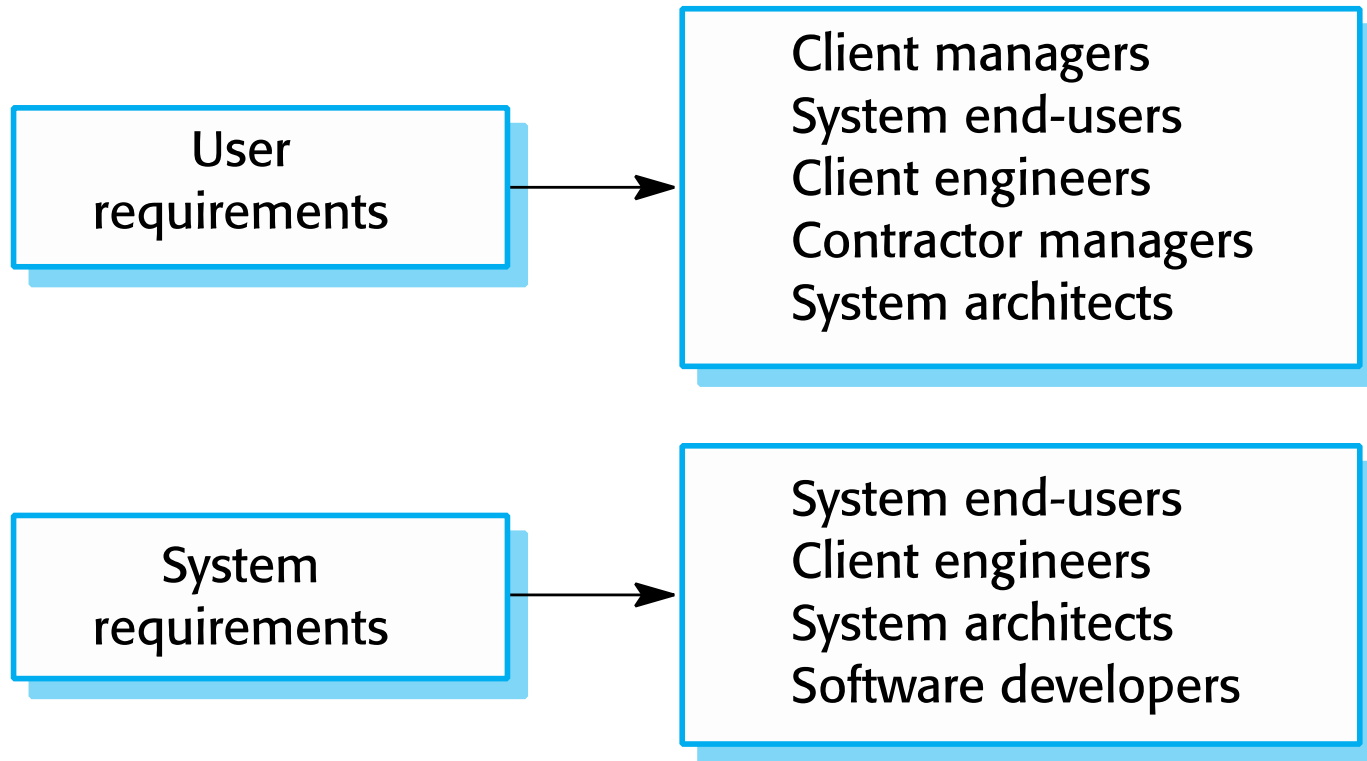 User
requirements
Client managers
System end-users
Client engineers
Contractor managers
System architects
System
requirements
System end-users
Client engineers
System architects
Software developers